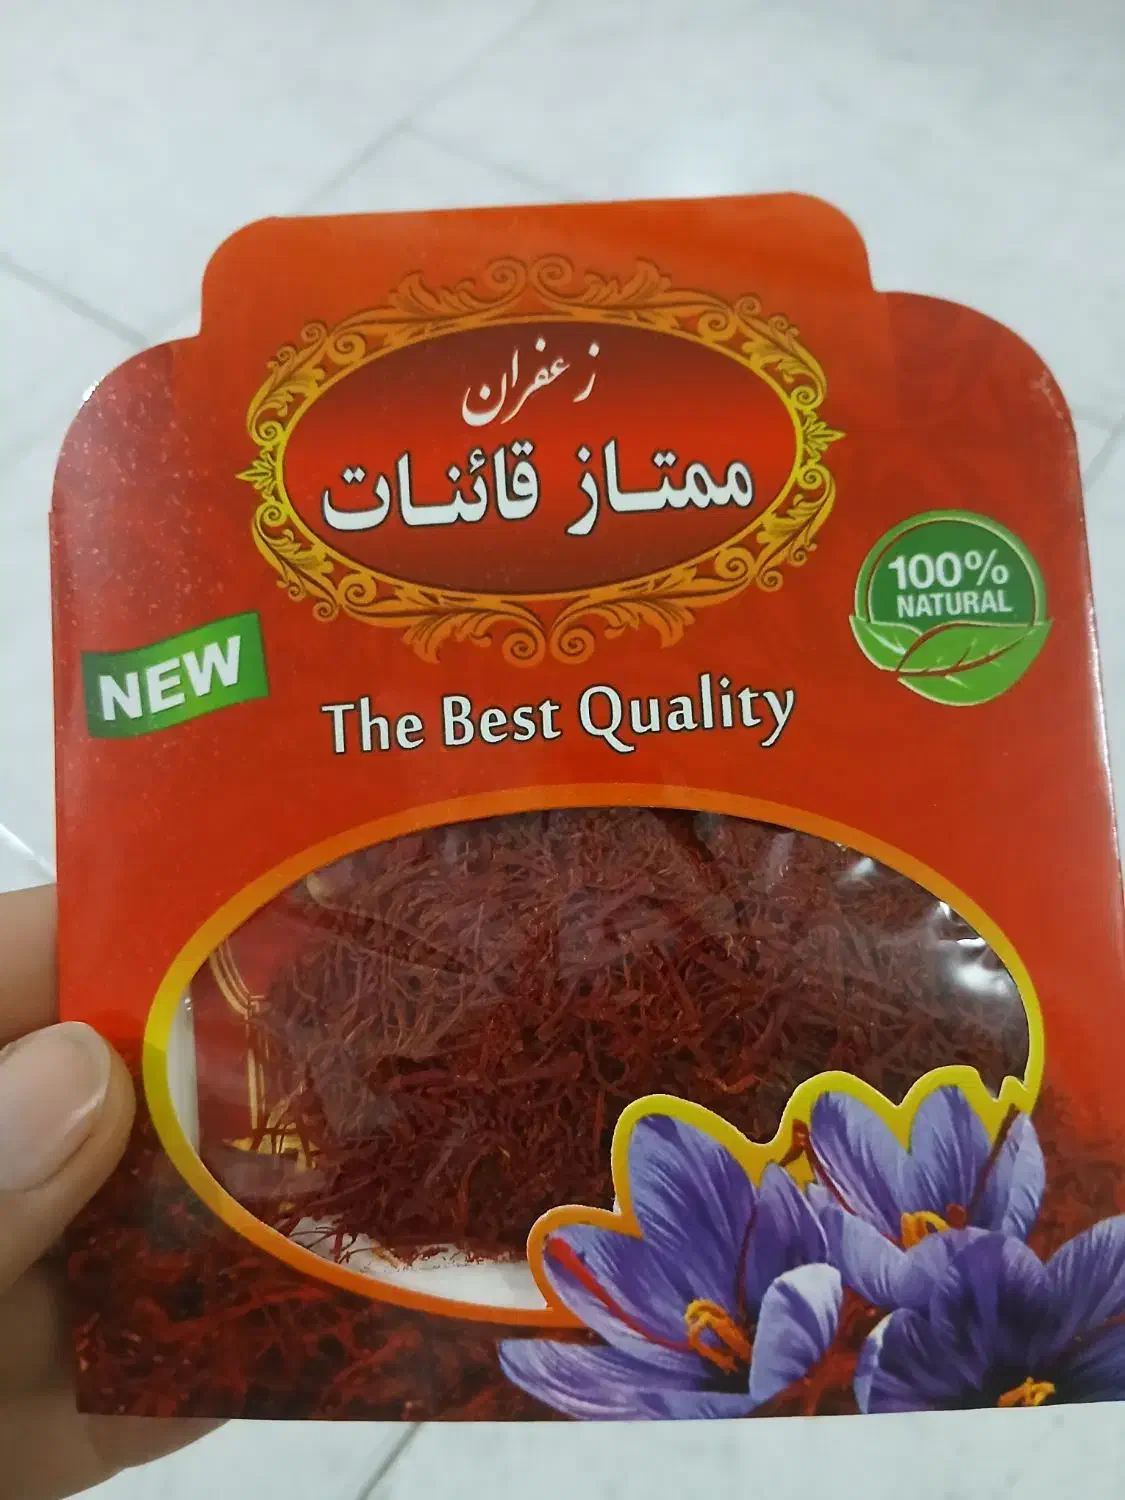 زعفران
ممتاز قائنات
100%
NATURAL
NEW
The Best Quality